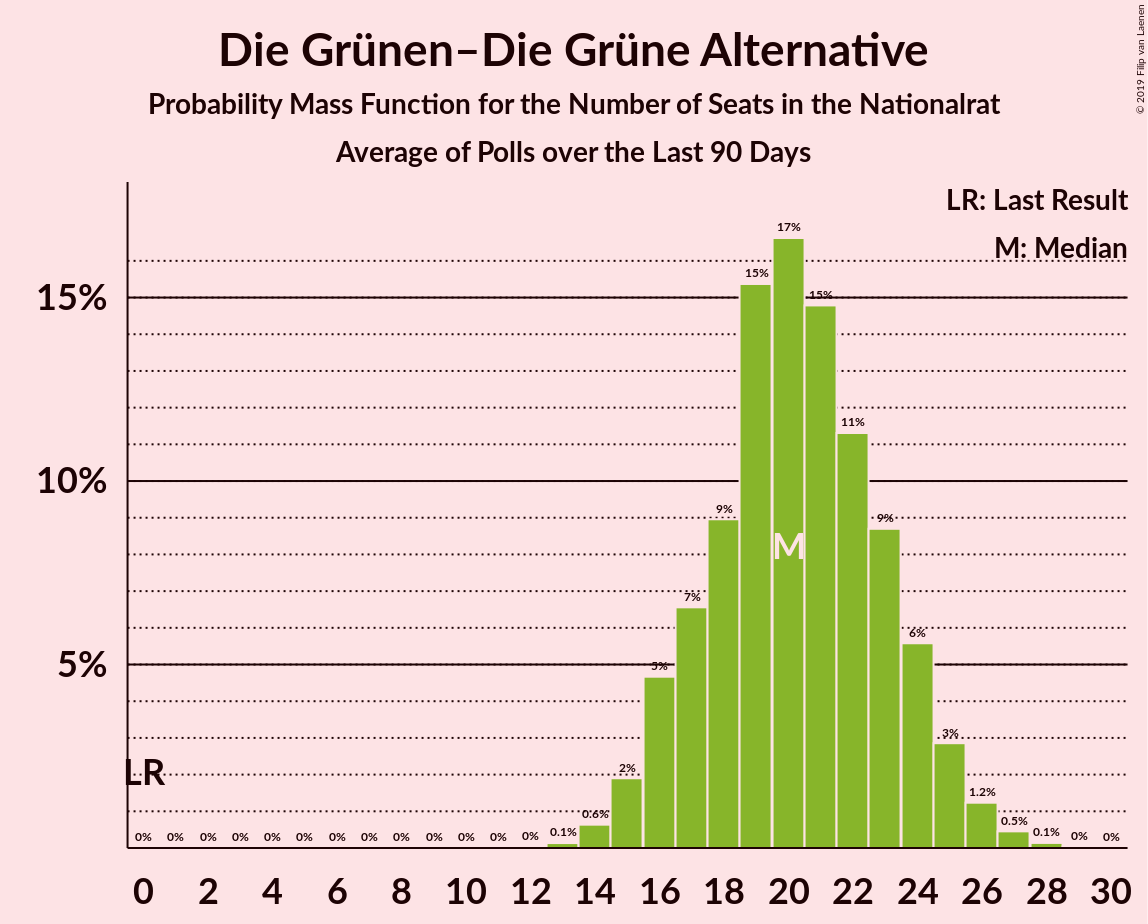 Die Grünen–Die Grüne Alternative
Probability Mass Function for the Number of Seats in the Nationalrat
Average of Polls over the Last 90 Days
© 2019 Filip van Laenen
LR: Last Result
M: Median
15%
10%
5%
LR
M
0% 0% 0% 0% 0% 0% 0% 0% 0% 0% 0% 0% 0% 0.1% 0.6% 2% 5% 7% 9% 15% 17% 15% 11% 9% 6% 3% 1.2% 0.5% 0.1% 0% 0%
0 2 4 6 8 10 12 14 16 18 20 22 24 26 28 30